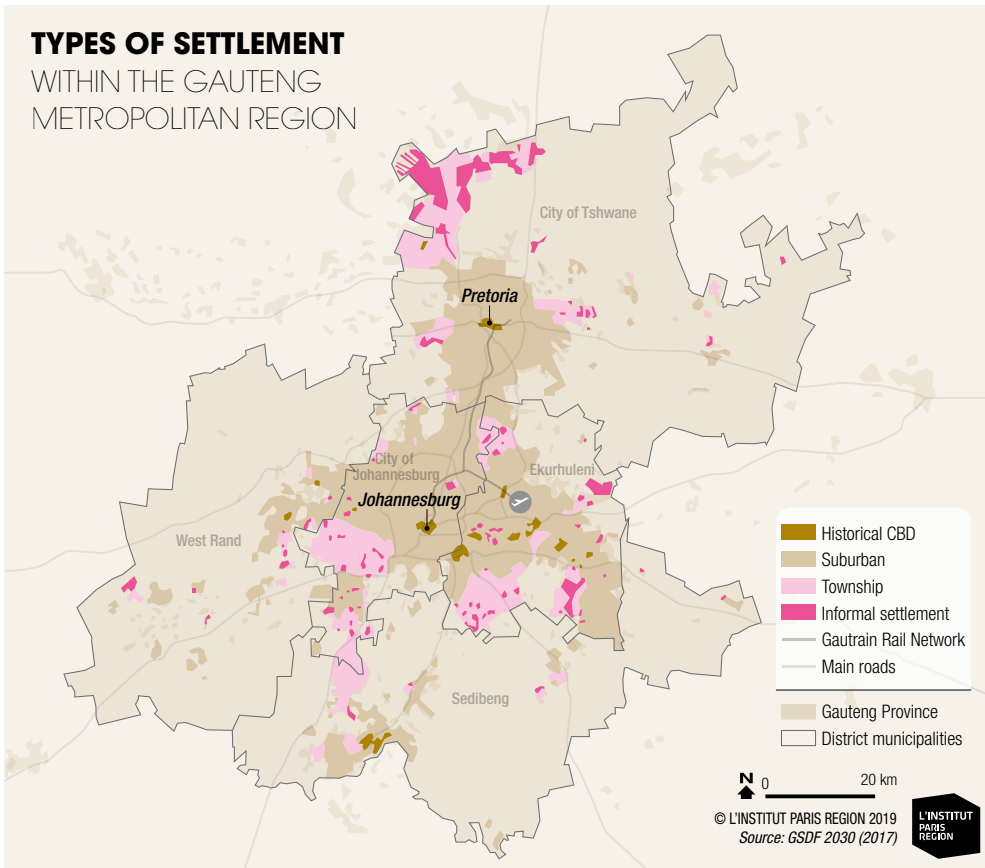 TYPES OF SETTLEMENT
WITHIN THE GAUTENG
METROPOLITAN REGION
City of Tshwane
Pretoria
City of
Johannesburg
Ekurhuleni
Johannesburg
West Rand
Sedibeng
Historical CBD
Suburban
Township
Informal settlement
Gautrain Rail Network
Main roads
Gauteng Province
District municipalities
N 0 20 km
© L'INSTITUT PARIS REGION 2019
Source: GSDF 2030 (2017)
L'INSTITUT
PARIS
REGION